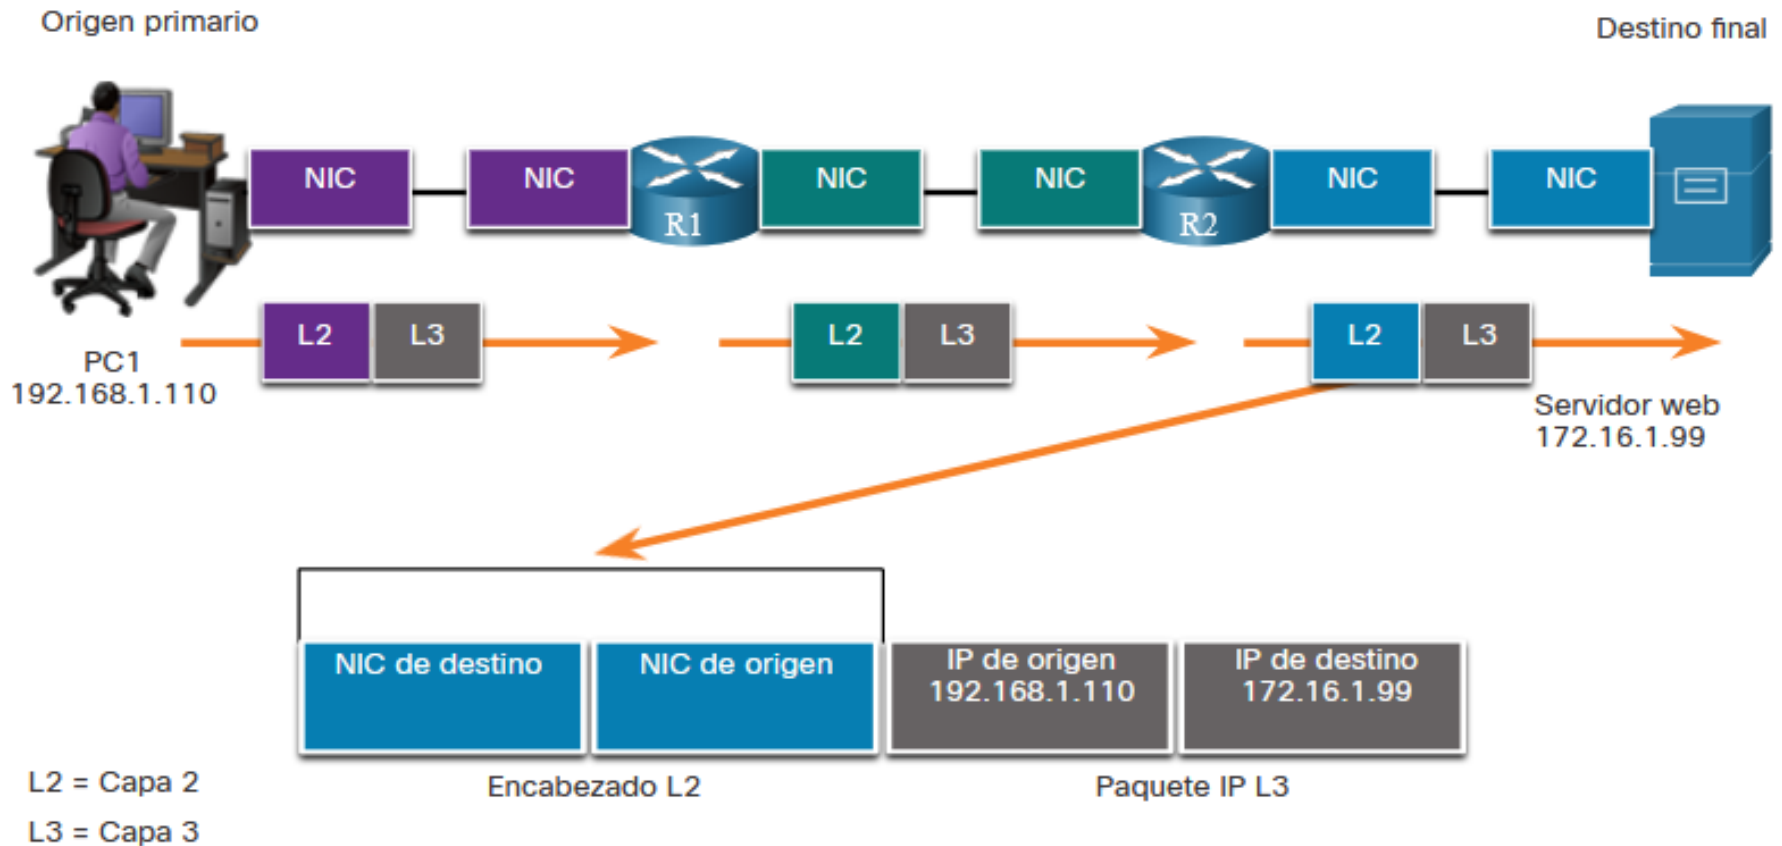 Origen primario
Destino final
NIC
NIC
R1
NIC
NIC
R2
NIC
NIC
L2
L3
L2
L3
L2
L3
PC1
192.168.1.110
Servidor web
172.16.1.99
NIC de destino
NIC de origen
IP de origen
192.168.1.110
IP de destino
172.16.1.99
Encabezado L2
Paquete IP L3
L2 = Capa 2
L3 = Capa 3